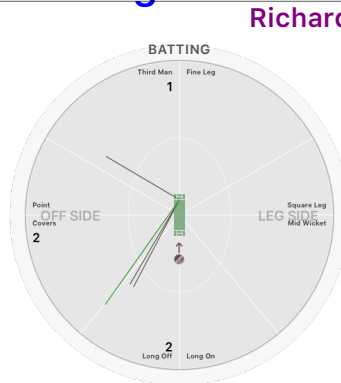 Richard
BATTING
Third Man Fine Leg
1
Point Square Leg
OFF SIDE LEG SIDE
Covers Mid Wicket
2
2
Long Off Long On